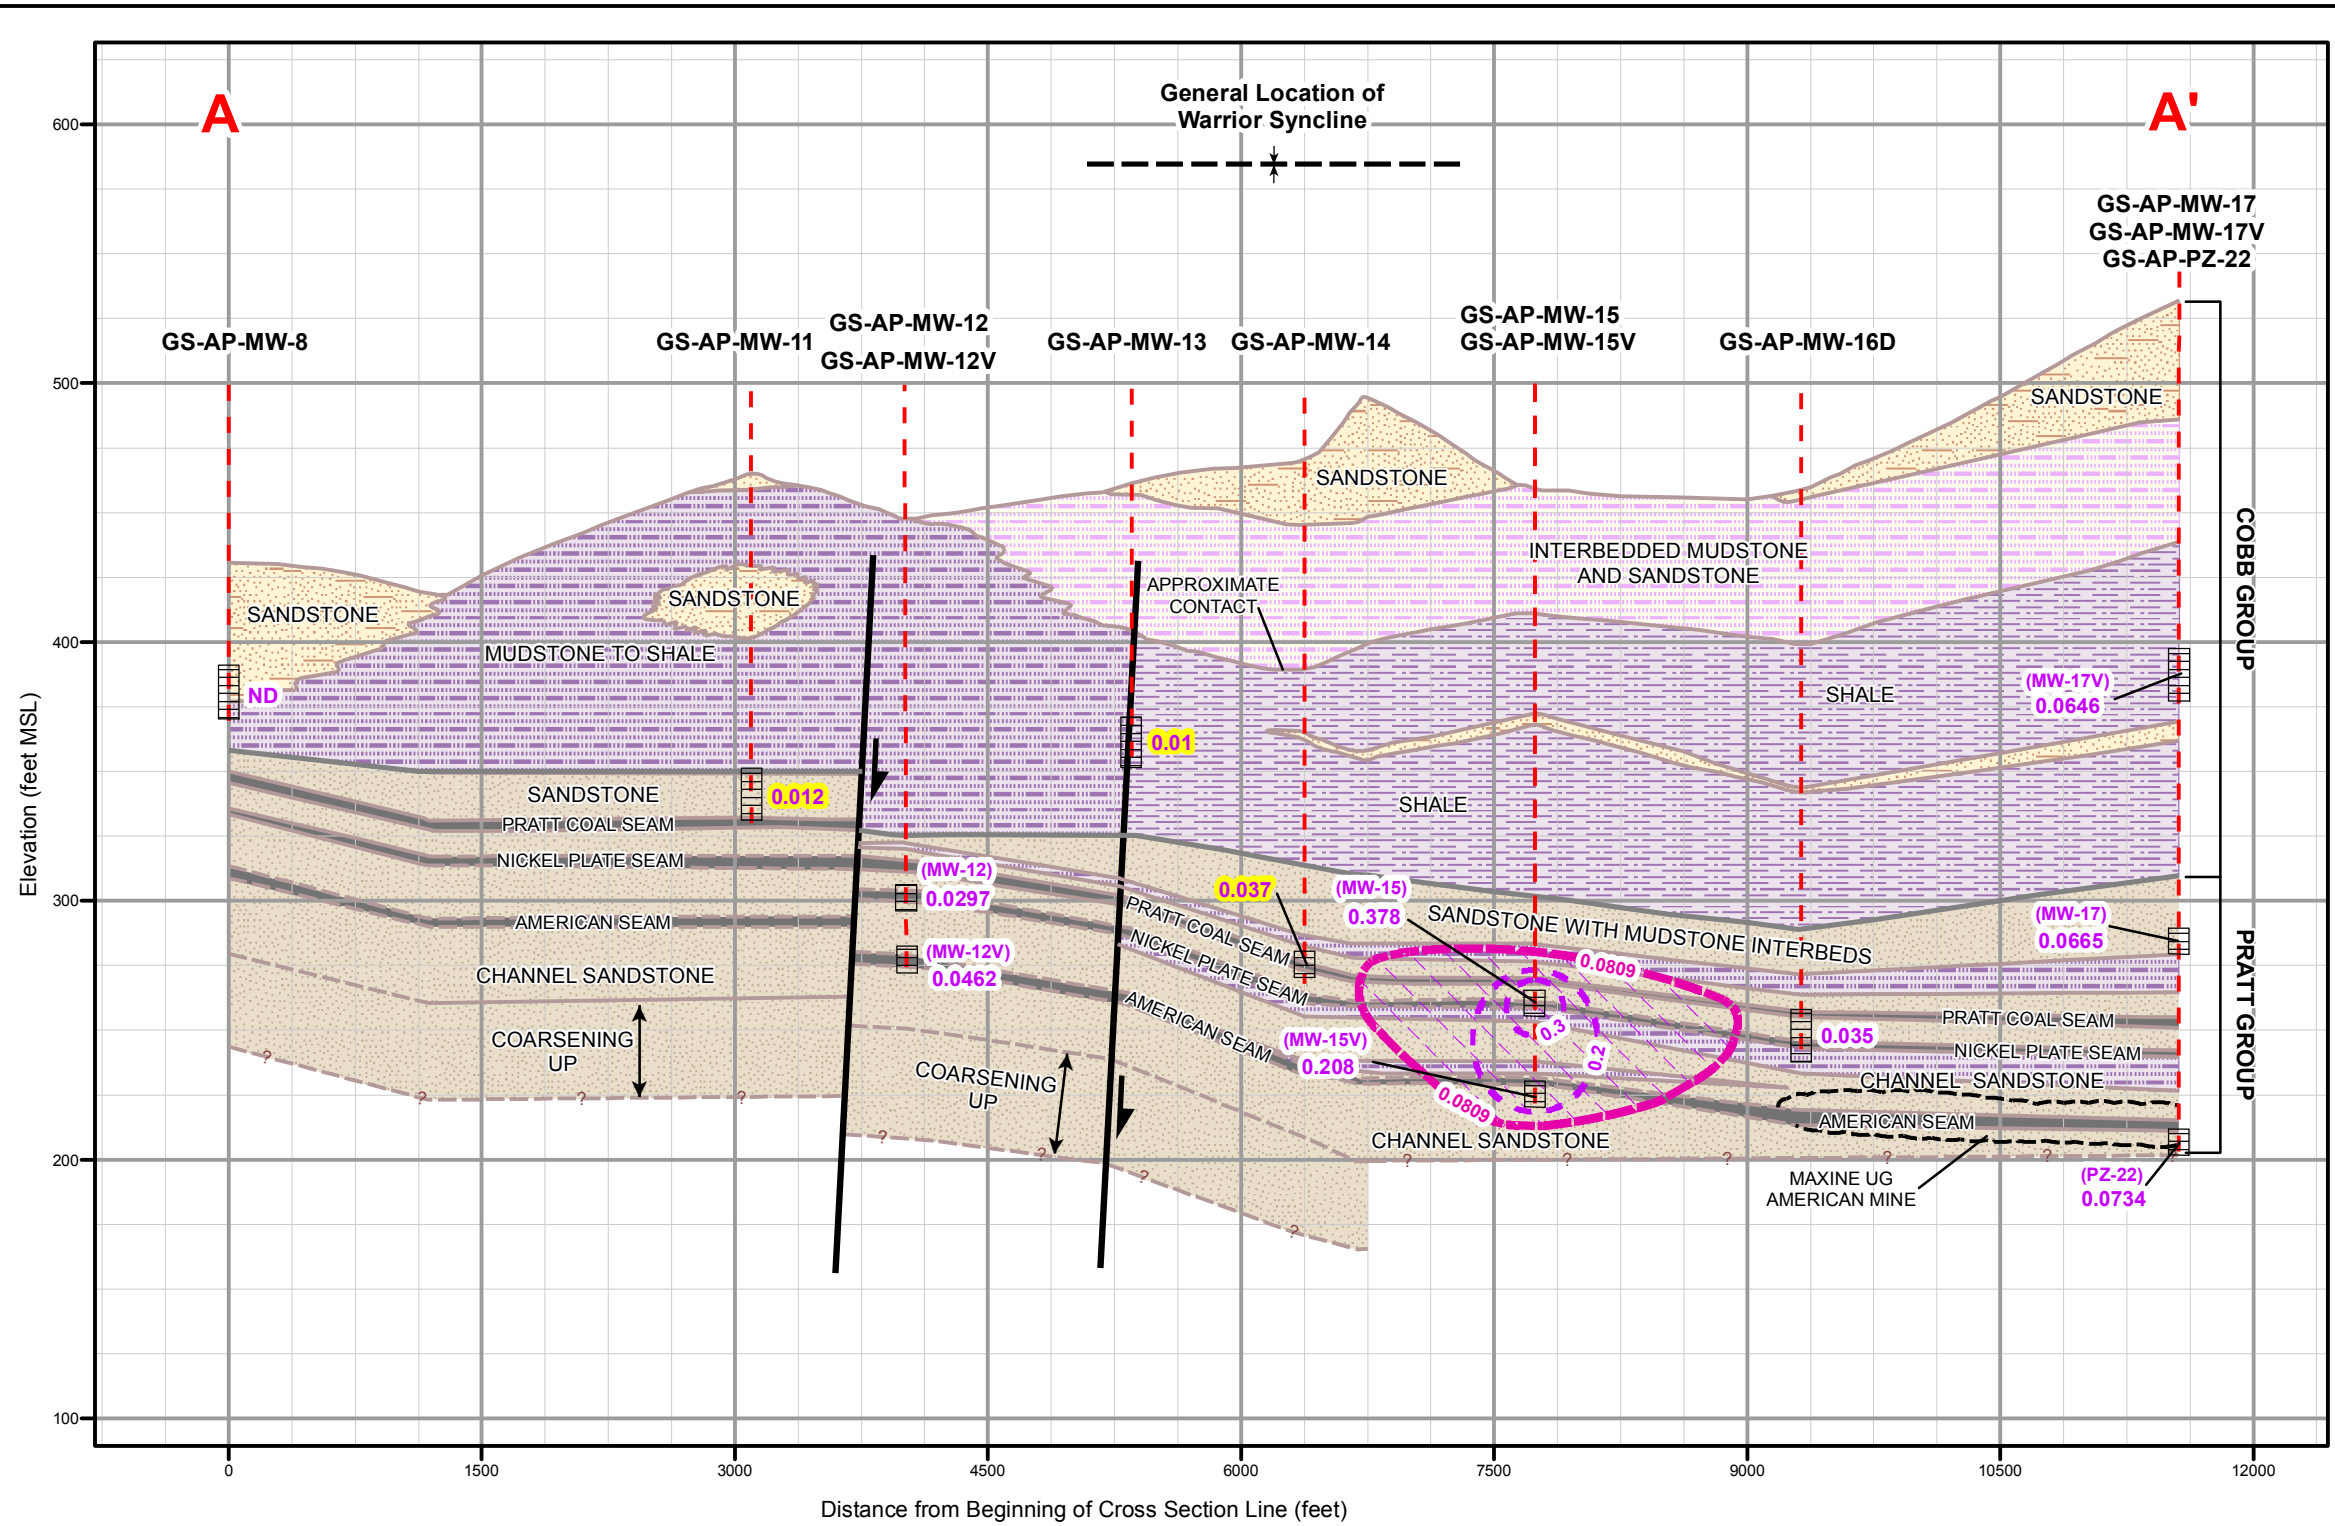 A
General Location of
Warrior Syncline
A'
GS-AP-MW-17
GS-AP-MW-17V
GS-AP-PZ-22
GS-AP-MW-8
GS-AP-MW-11
GS-AP-MW-12
GS-AP-MW-12V
GS-AP-MW-13
GS-AP-MW-14
GS-AP-MW-15
GS-AP-MW-15V
GS-AP-MW-16D
600
500
400
300
200
100
Elevation (feet MSL)
SANDSTONE
SANDSTONE
SANDSTONE
SANDSTONE
INTERBEDDED MUDSTONE
AND SANDSTONE
APPROXIMATE
CONTACT
MUDSTONE TO SHALE
ND
SHALE
(MW-17V)
0.0646
COBB GROUP
0.01
0.012
SANDSTONE
SHALE
PRATT COAL SEAM
NICKEL PLATE SEAM
AMERICAN SEAM
CHANNEL SANDSTONE
COARSENING
UP
(MW-12)
0.0297
(MW-12V)
0.0462
COARSENING
UP
PRATT COAL SEAM
NICKEL PLATE SEAM
AMERICAN SEAM
0.037
(MW-15)
0.378
SANDSTONE WITH MUDSTONE INTERBEDS
0.0809
0.3
0.2
(MW-15V)
0.208
0.0809
CHANNEL SANDSTONE
0.035
(MW-17)
0.0665
PRATT GROUP
PRATT COAL SEAM
NICKEL PLATE SEAM
CHANNEL SANDSTONE
AMERICAN SEAM
MAXINE UG
AMERICAN MINE
(PZ-22)
0.0734
? ? ? ? ? ? ? ? ? ? ? ? ? ?
0 1500 3000 4500 6000 7500 9000 10500 12000
Distance from Beginning of Cross Section Line (feet)